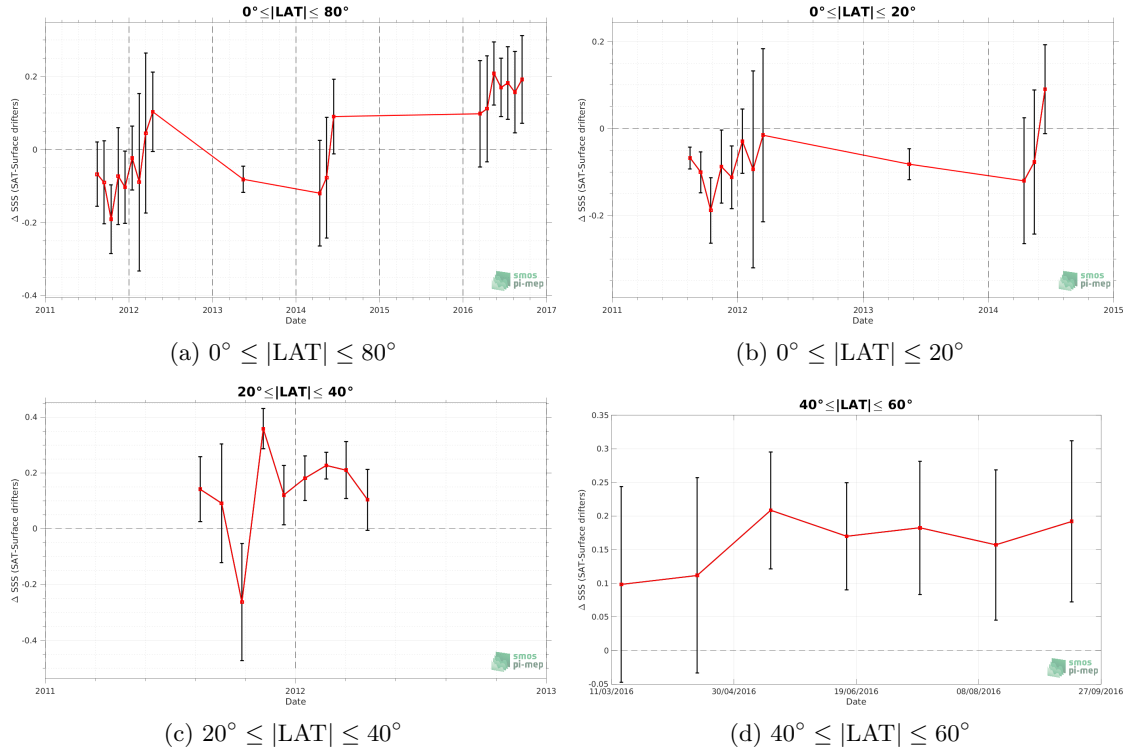 0°≤|LAT|≤ 80°
Δ SSS (SAT-Surface drifters)
0.2
0
-0.2
-0.4
2011 2012 2013 2014 2015 2016 2017
Date
smos
pi-mep
(a) 0° ≤ |LAT| ≤ 80°
0°≤|LAT|≤ 20°
Δ SSS (SAT-Surface drifters)
0.2
0
-0.2
2011 2012 2013 2014 2015
Date
smos
pi-mep
(b) 0° ≤ |LAT| ≤ 20°
20°≤|LAT|≤ 40°
Δ SSS (SAT-Surface drifters)
0.4
0.2
0
-0.2
-0.4
2011 2012 2013
Date
smos
pi-mep
(c) 20° ≤ |LAT| ≤ 40°
40°≤|LAT|≤ 60°
Δ SSS (SAT-Surface drifters)
0.35
0.3
0.25
0.2
0.15
0.1
0.05
0
-0.05
11/03/2016 30/04/2016 19/06/2016 08/08/2016 27/09/2016
Date
smos
pi-mep
(d) 40° ≤ |LAT| ≤ 60°